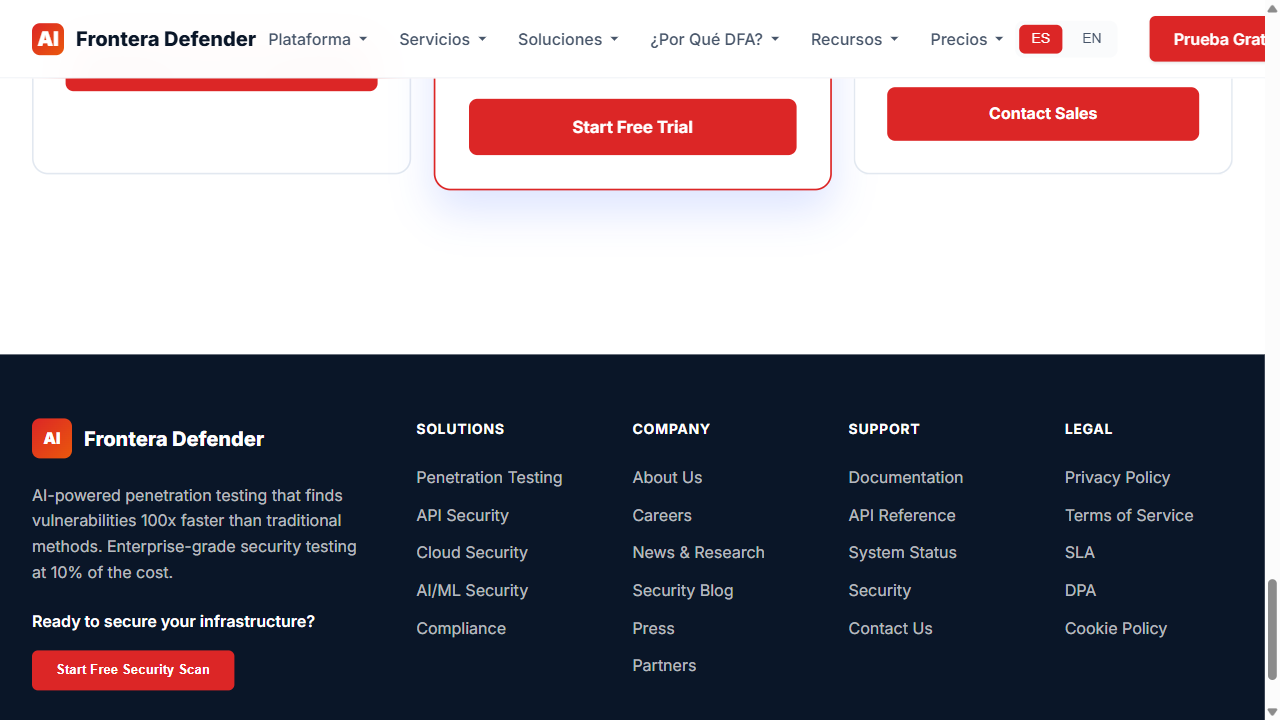 AI Frontera Defender Plataforma Servicios Soluciones ¿Por Qué DFA? Recursos Precios ES EN Prueba Grat
Start Free Trial
Contact Sales
AI Frontera Defender
AI-powered penetration testing that finds
vulnerabilities 100x faster than traditional
methods. Enterprise-grade security testing
at 10% of the cost.
Ready to secure your infrastructure?
Start Free Security Scan
SOLUTIONS
Penetration Testing
API Security
Cloud Security
AI/ML Security
Compliance
COMPANY
About Us
Careers
News & Research
Security Blog
Press
Partners
SUPPORT
Documentation
API Reference
System Status
Security
Contact Us
LEGAL
Privacy Policy
Terms of Service
SLA
DPA
Cookie Policy